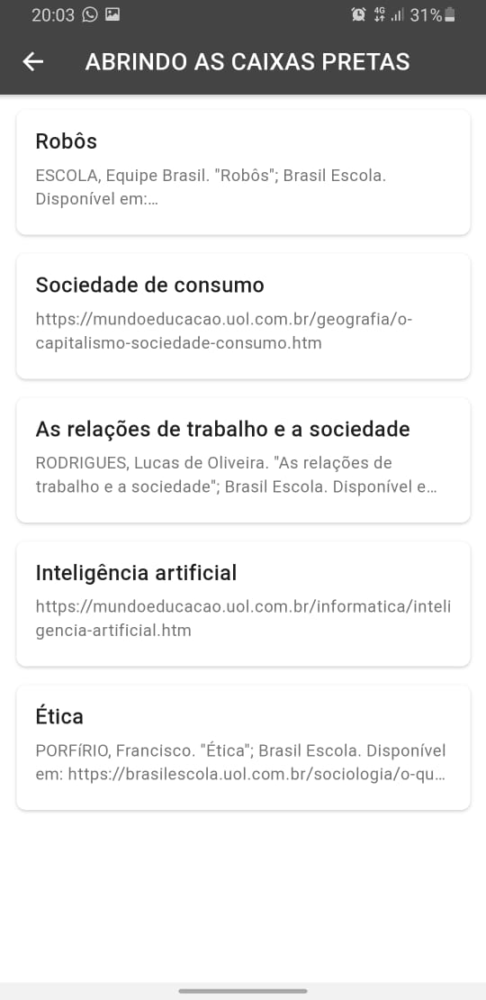 20:03 4G 31%
ABRINDO AS CAIXAS PRETAS
Robôs
ESCOLA, Equipe Brasil. "Robôs"; Brasil Escola.
Disponível em:...
Sociedade de consumo
https://mundoeducacao.uol.com.br/geografia/o-
capitalismo-sociedade-consumo.htm
As relações de trabalho e a sociedade
RODRIGUES, Lucas de Oliveira. "As relações de
trabalho e a sociedade"; Brasil Escola. Disponível e...
Inteligência artificial
https://mundoeducacao.uol.com.br/informatica/inteli
gencia-artificial.htm
Ética
PORFíRIO, Francisco. "Ética"; Brasil Escola. Disponível
em: https://brasilescola.uol.com.br/sociologia/o-qu...